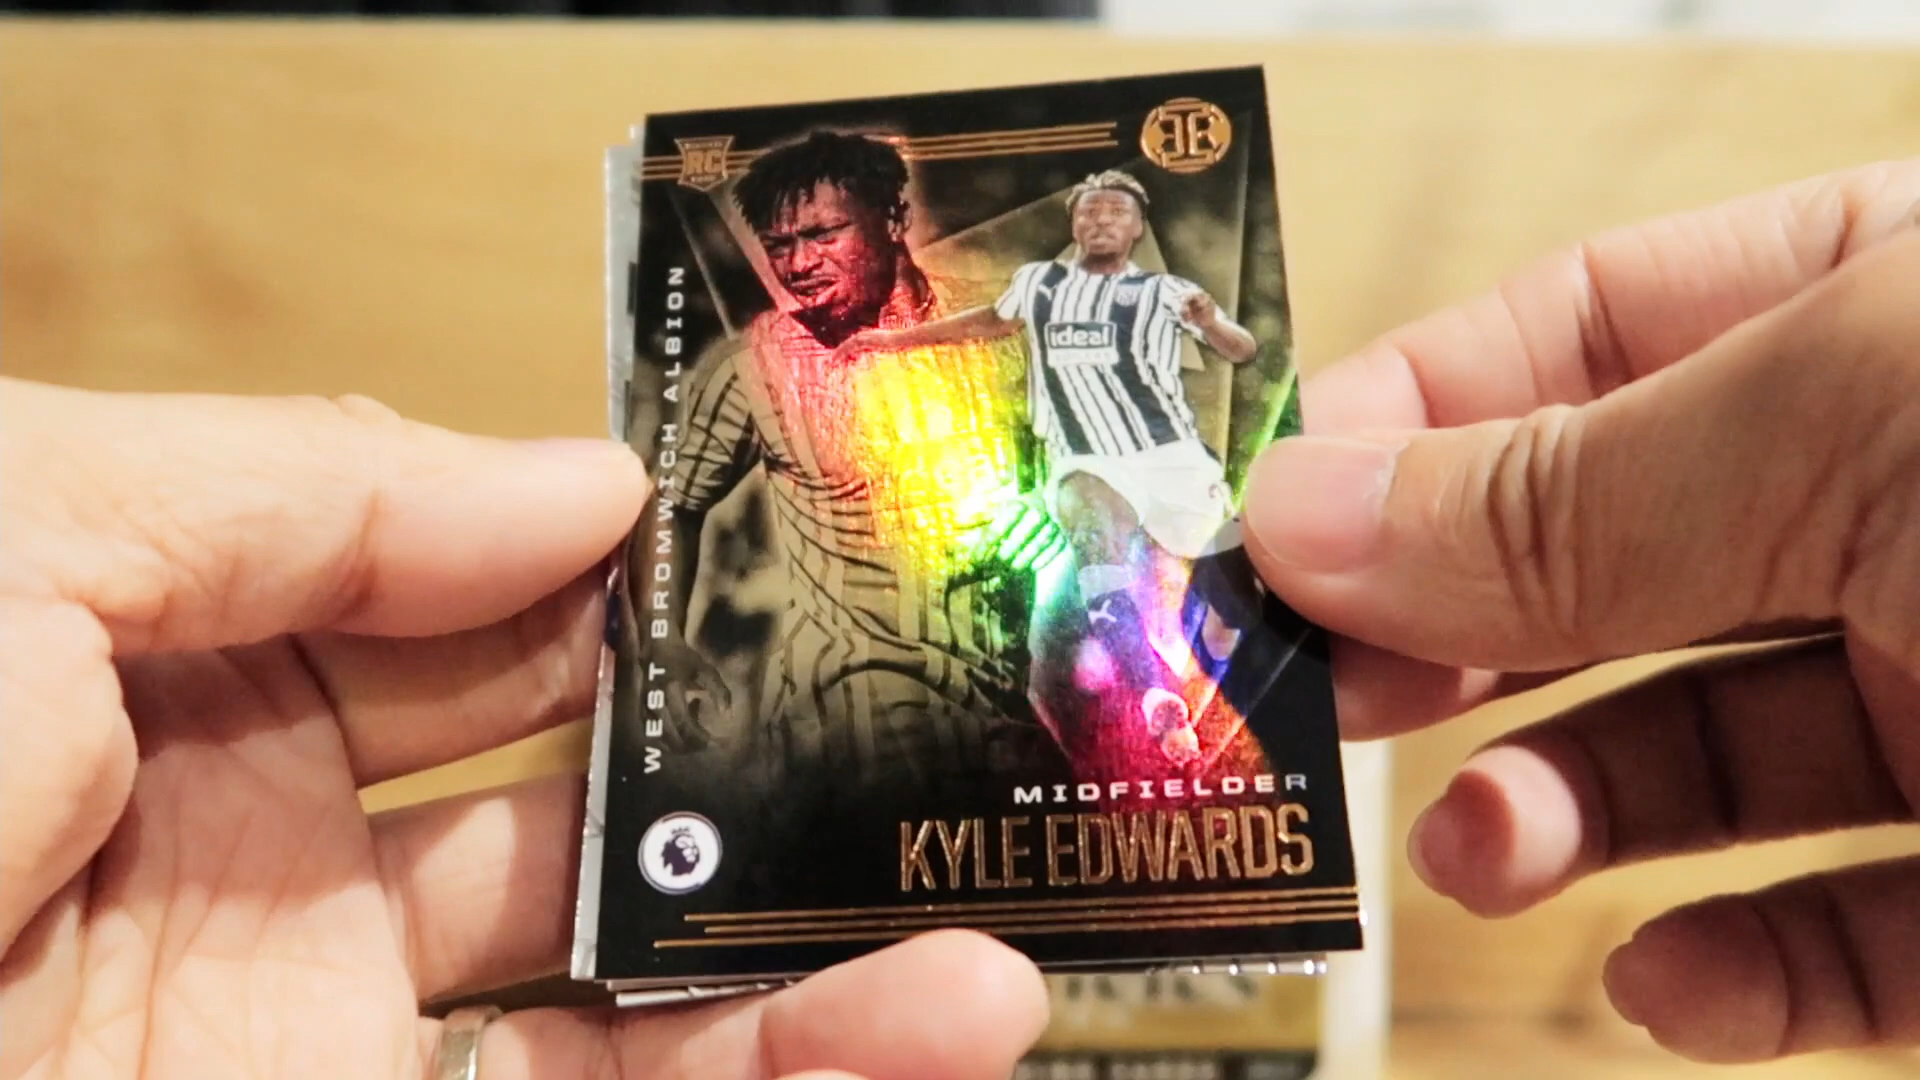 RC
WEST BROMWICH ALBION
ideal
MIDFIELDER
KYLE EDWARDS